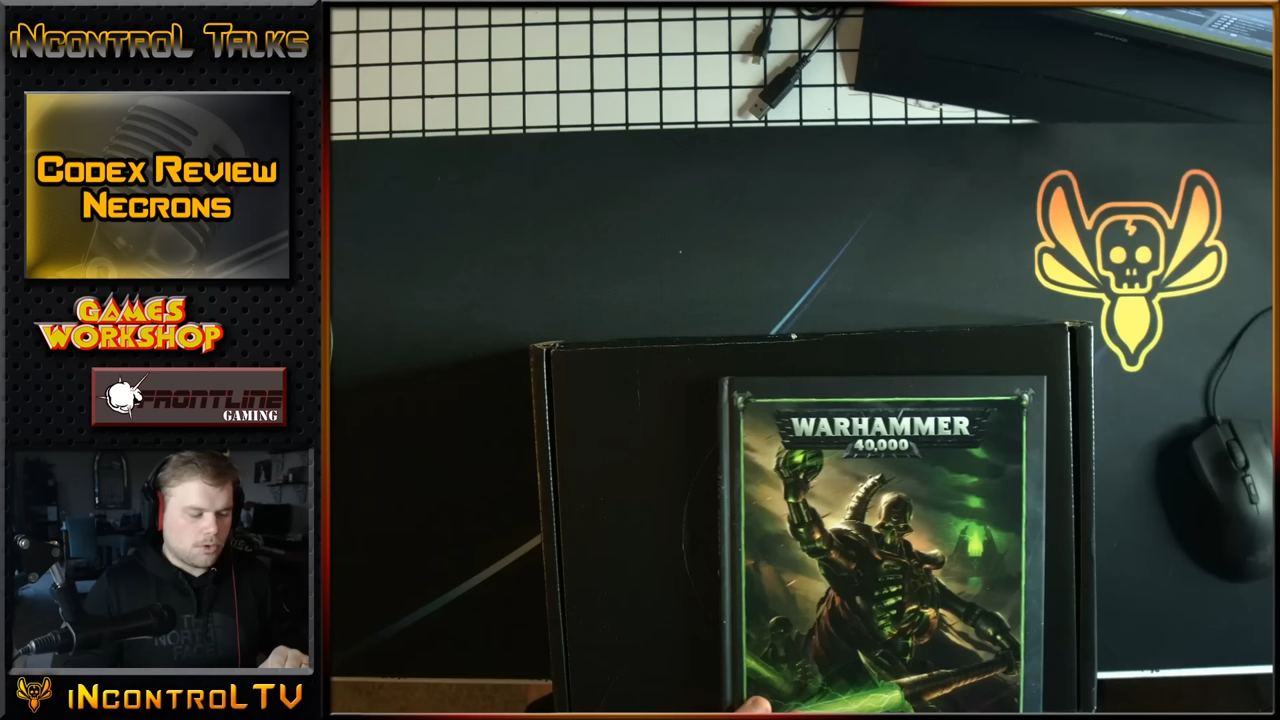 iNcontroL Talks
Codex Review
Necrons
GAMES
WORKSHOP
FRONTLINE
GAMING
THE
NORTH
FACE
iNcontroLTV
WARHAMMER
40,000